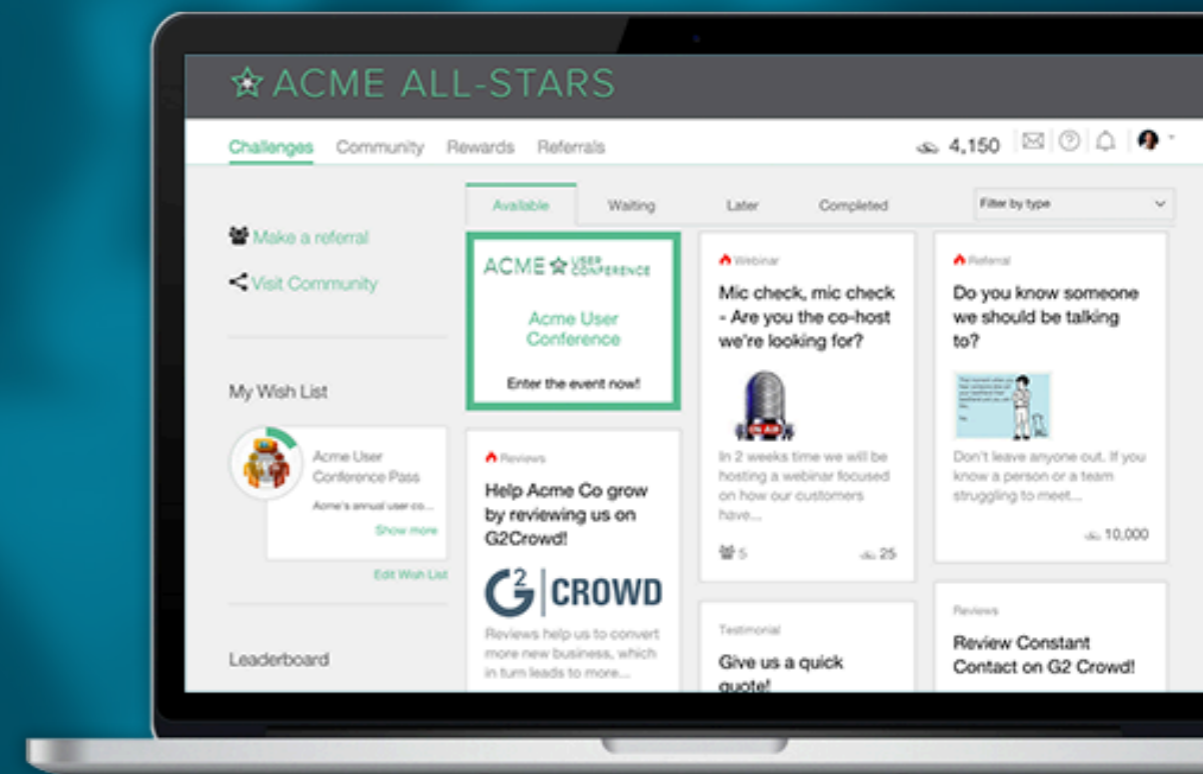 ACME ALL-STARS
Challenges Community Rewards Referrals 4,150
Available Waiting Later Completed Filter by type
Make a referral
Visit Community
My Wish List
Acme User
Conference Pass
Acme's annual user co...
Show more
Edit Wish List
Leaderboard
ACME USER
CONFERENCE
Acme User
Conference
Enter the event now!
Reviews
Help Acme Co grow
by reviewing us on
G2Crowd!
G2 CROWD
Reviews help us to convert
more new business, which
in turn leads to more...
Webinar
Mic check, mic check
- Are you the co-host
we're looking for?
ON AIR
In 2 weeks time we will be
hosting a webinar focused
on how our customers
have...
5 25
Testimonial
Give us a quick
quote!
Referral
Do you know someone
we should be talking
to?
Don't leave anyone out. If you
know a person or a team
struggling to meet...
10,000
Reviews
Review Constant
Contact on G2 Crowd!